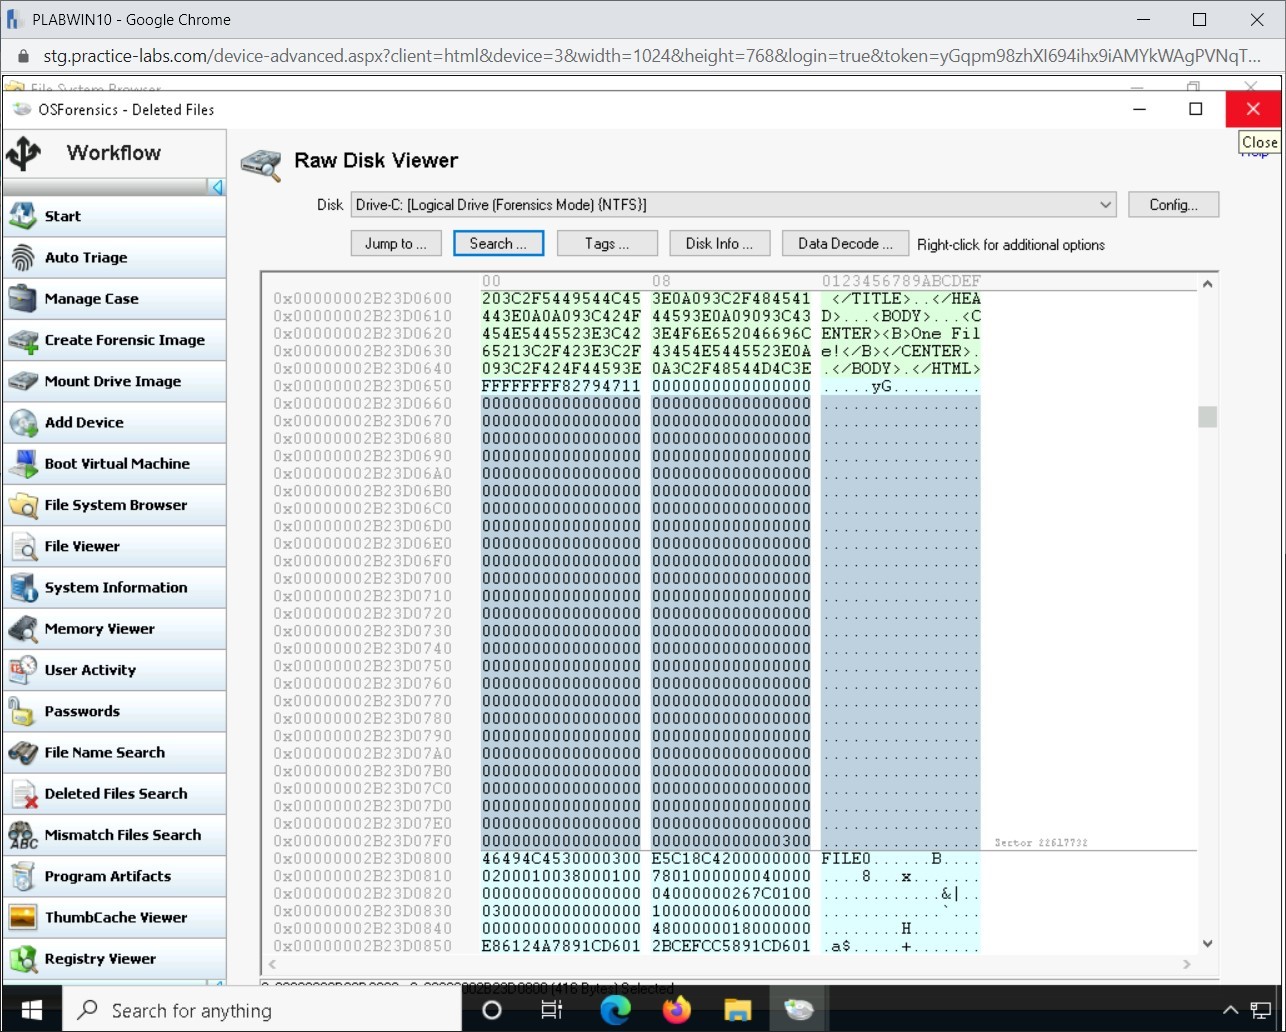 PLABWIN10 - Google Chrome
stg.practice-labs.com/device-advanced.aspx?client=html&device=3&width=1024&height=768&login=true&token=yGqpm98zhXI694ihx9iAMYkWAgPVNqT...
File System Browser
OSForensics - Deleted Files
Close
Help
Workflow
Start
Auto Triage
Manage Case
Create Forensic Image
Mount Drive Image
Add Device
Boot Virtual Machine
File System Browser
File Viewer
System Information
Memory Viewer
User Activity
Passwords
File Name Search
Deleted Files Search
Mismatch Files Search
Program Artifacts
ThumbCache Viewer
Registry Viewer
Raw Disk Viewer
Disk Drive-C: [Logical Drive (Forensics Mode) {NTFS}] Config...
Jump to ... Search ... Tags ... Disk Info ... Data Decode ... Right-click for additional options
00 08 0123456789ABCDEF
0x00000002B23D0600 203C2F5449544C45 3E0A093C2F484541 </TITLE>..</HEA
0x00000002B23D0610 443E0A0A093C424F 44593E0A09093C43 D>...<BODY>...<C
0x00000002B23D0620 454E5445523E3C42 3E4F6E652046696C ENTER><B>One Fil
0x00000002B23D0630 65213C2F423E3C2F 43454E5445523E0A e!</B></CENTER>.
0x00000002B23D0640 093C2F424F44593E 0A3C2F48544D4C3E .</BODY>.</HTML>
0x00000002B23D0650 FFFFFFFF82794711 0000000000000000 .....yG.........
0x00000002B23D0660 0000000000000000 0000000000000000 ................
0x00000002B23D0670 0000000000000000 0000000000000000 ................
0x00000002B23D0680 0000000000000000 0000000000000000 ................
0x00000002B23D0690 0000000000000000 0000000000000000 ................
0x00000002B23D06A0 0000000000000000 0000000000000000 ................
0x00000002B23D06B0 0000000000000000 0000000000000000 ................
0x00000002B23D06C0 0000000000000000 0000000000000000 ................
0x00000002B23D06D0 0000000000000000 0000000000000000 ................
0x00000002B23D06E0 0000000000000000 0000000000000000 ................
0x00000002B23D06F0 0000000000000000 0000000000000000 ................
0x00000002B23D0700 0000000000000000 0000000000000000 ................
0x00000002B23D0710 0000000000000000 0000000000000000 ................
0x00000002B23D0720 0000000000000000 0000000000000000 ................
0x00000002B23D0730 0000000000000000 0000000000000000 ................
0x00000002B23D0740 0000000000000000 0000000000000000 ................
0x00000002B23D0750 0000000000000000 0000000000000000 ................
0x00000002B23D0760 0000000000000000 0000000000000000 ................
0x00000002B23D0770 0000000000000000 0000000000000000 ................
0x00000002B23D0780 0000000000000000 0000000000000000 ................
0x00000002B23D0790 0000000000000000 0000000000000000 ................
0x00000002B23D07A0 0000000000000000 0000000000000000 ................
0x00000002B23D07B0 0000000000000000 0000000000000000 ................
0x00000002B23D07C0 0000000000000000 0000000000000000 ................
0x00000002B23D07D0 0000000000000000 0000000000000000 ................
0x00000002B23D07E0 0000000000000000 0000000000000000 ................
0x00000002B23D07F0 0000000000000000 0000000000000300 ................ Sector 22617732
0x00000002B23D0800 46494C4530000300 E5C18C4200000000 FILE0......B....
0x00000002B23D0810 0200010038000100 7801000000040000 ....8...x.......
0x00000002B23D0820 0000000000000000 04000000267C0100 ............&|..
0x00000002B23D0830 0300000000000000 1000000060000000 ............`...
0x00000002B23D0840 0000000000000000 4800000018000000 ........H.......
0x00000002B23D0850 E86124A7891CD601 2BCEFCC5891CD601 .a$.....+.......
(416 Bytes) Selected
Search for anything